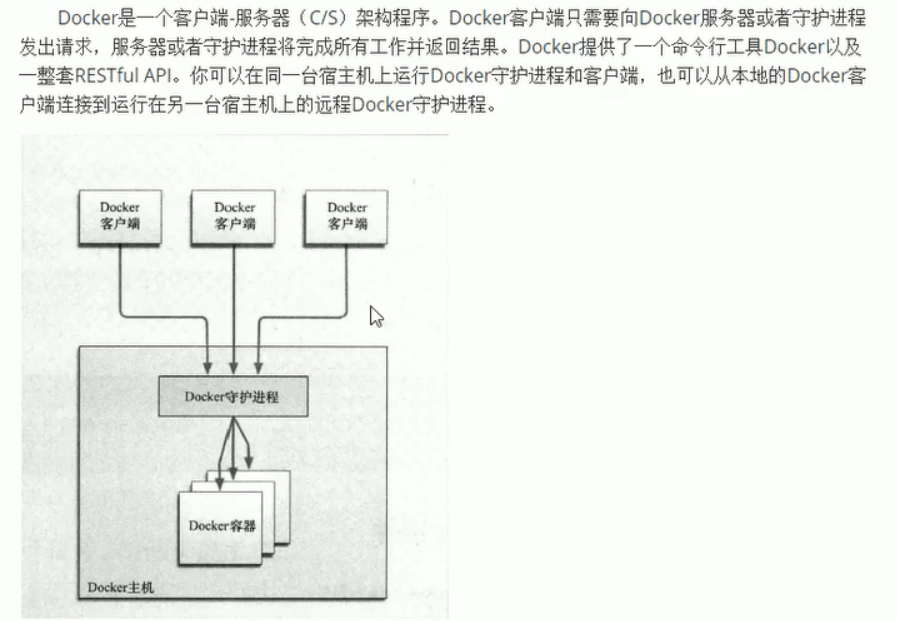 Docker是一个客户端-服务器（C/S）架构程序。Docker客户端只需要向Docker服务器或者守护进程
发出请求，服务器或者守护进程将完成所有工作并返回结果。Docker提供了一个命令行工具Docker以及
一整套RESTful API。你可以在同一台宿主机上运行Docker守护进程和客户端，也可以从本地的Docker客
户端连接到运行在另一台宿主机上的远程Docker守护进程。
Docker
客户端
Docker
客户端
Docker
客户端
Docker守护进程
Docker容器
Docker主机